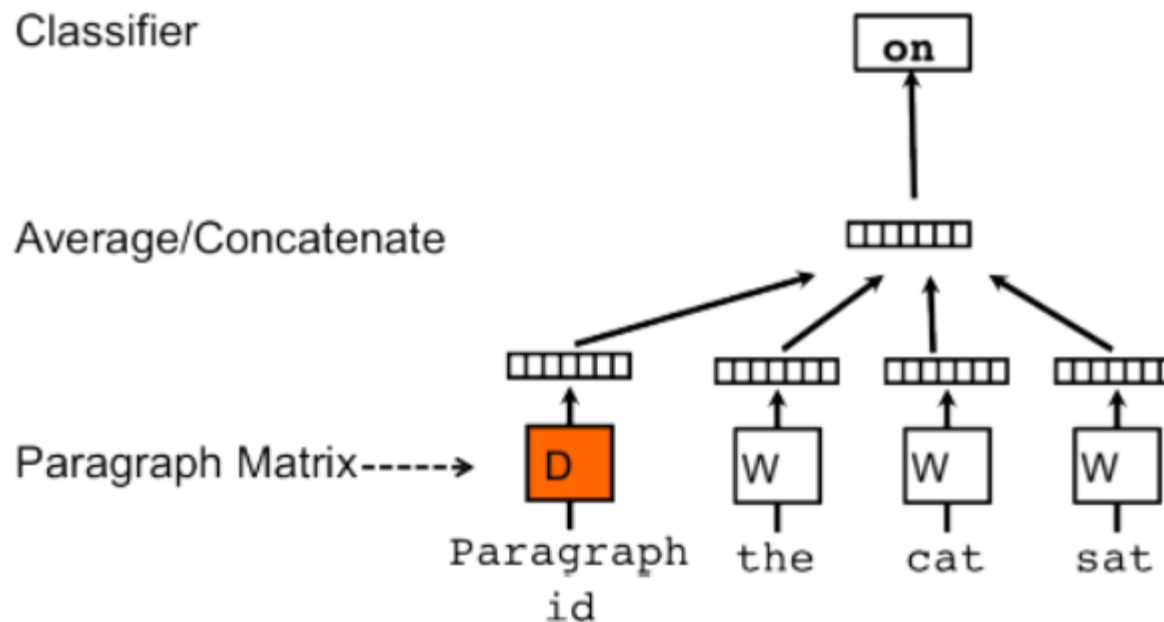 Classifier
on
Average/Concatenate
Paragraph Matrix
D
W
W
W
Paragraph
id
the
cat
sat